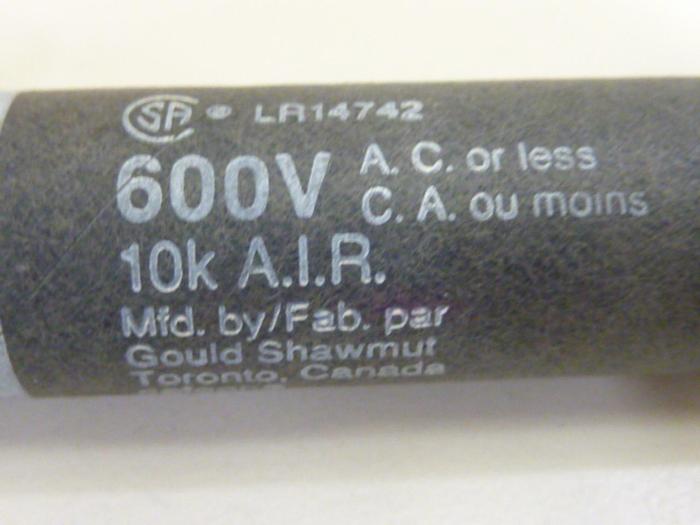 CSA ® LR14742
600V A. C. or less
C. A. ou moins
10k A.I.R.
Mfd. by/Fab. par
Gould Shawmut
Toronto, Canada